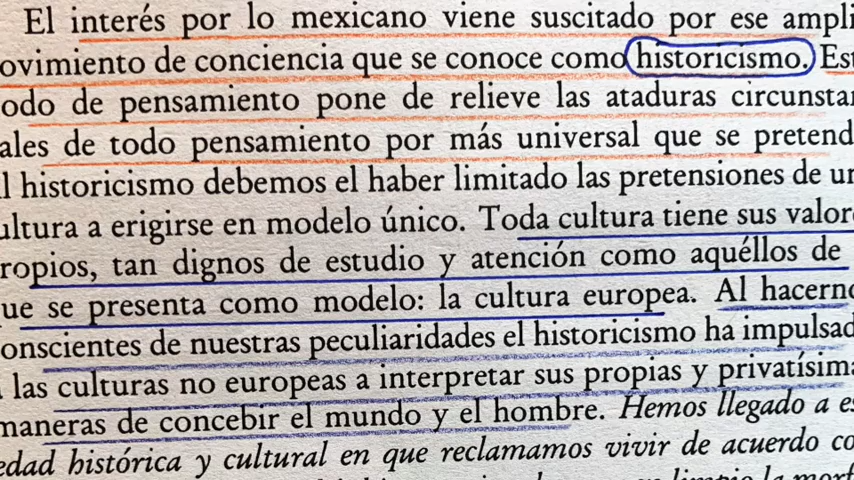 El interés por lo mexicano viene suscitado por ese ampli
ovimiento de conciencia que se conoce como historicismo. Est
odo de pensamiento pone de relieve las ataduras circunstan
ales de todo pensamiento por más universal que se pretend
l historicismo debemos el haber limitado las pretensiones de un
ultura a erigirse en modelo único. Toda cultura tiene sus valore
ropios, tan dignos de estudio y atención como aquéllos de
ue se presenta como modelo: la cultura europea. Al hacerno
onscientes de nuestras peculiaridades el historicismo ha impulsad
las culturas no europeas a interpretar sus propias y privatísima
maneras de concebir el mundo y el hombre. Hemos llegado a es
edad histórica y cultural en que reclamamos vivir de acuerdo co
limpio la